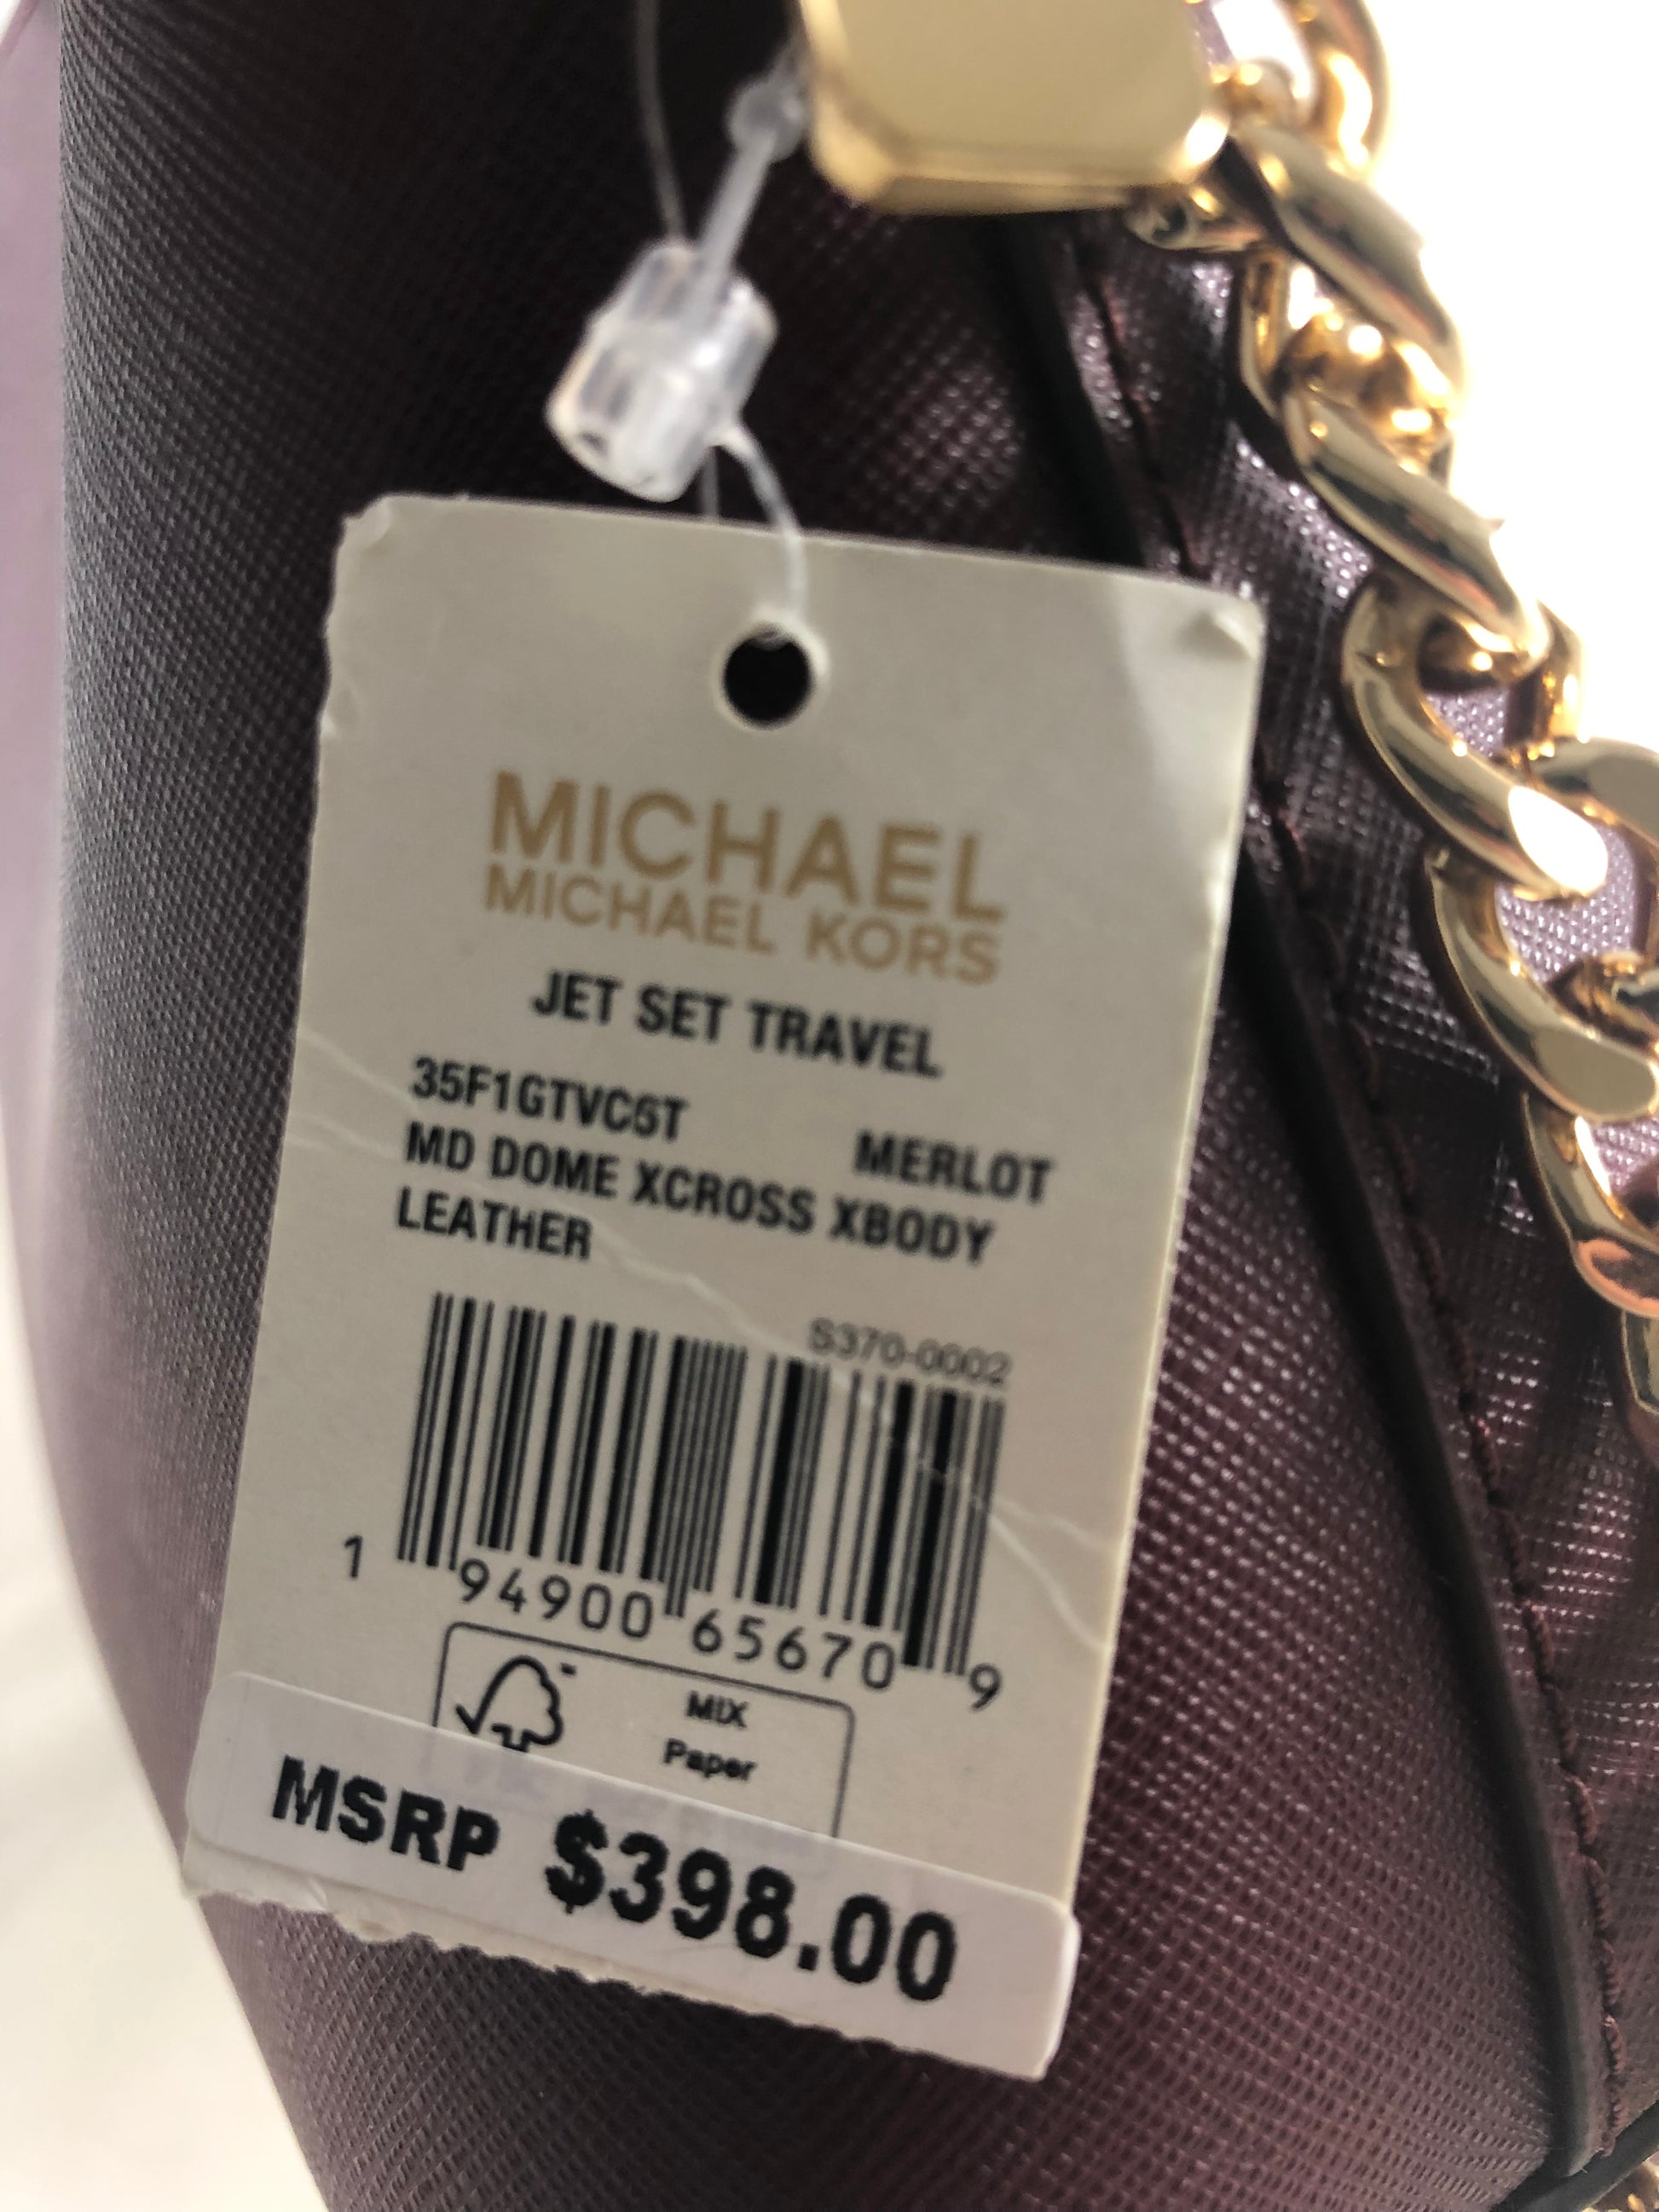 MICHAEL
MICHAEL KORS
JET SET TRAVEL
35F1GTVC5T
MERLOT
MD DOME XCROSS XBODY
LEATHER
S370-0002
1 94900 65670 9
MIX
Paper
MSRP $398.00